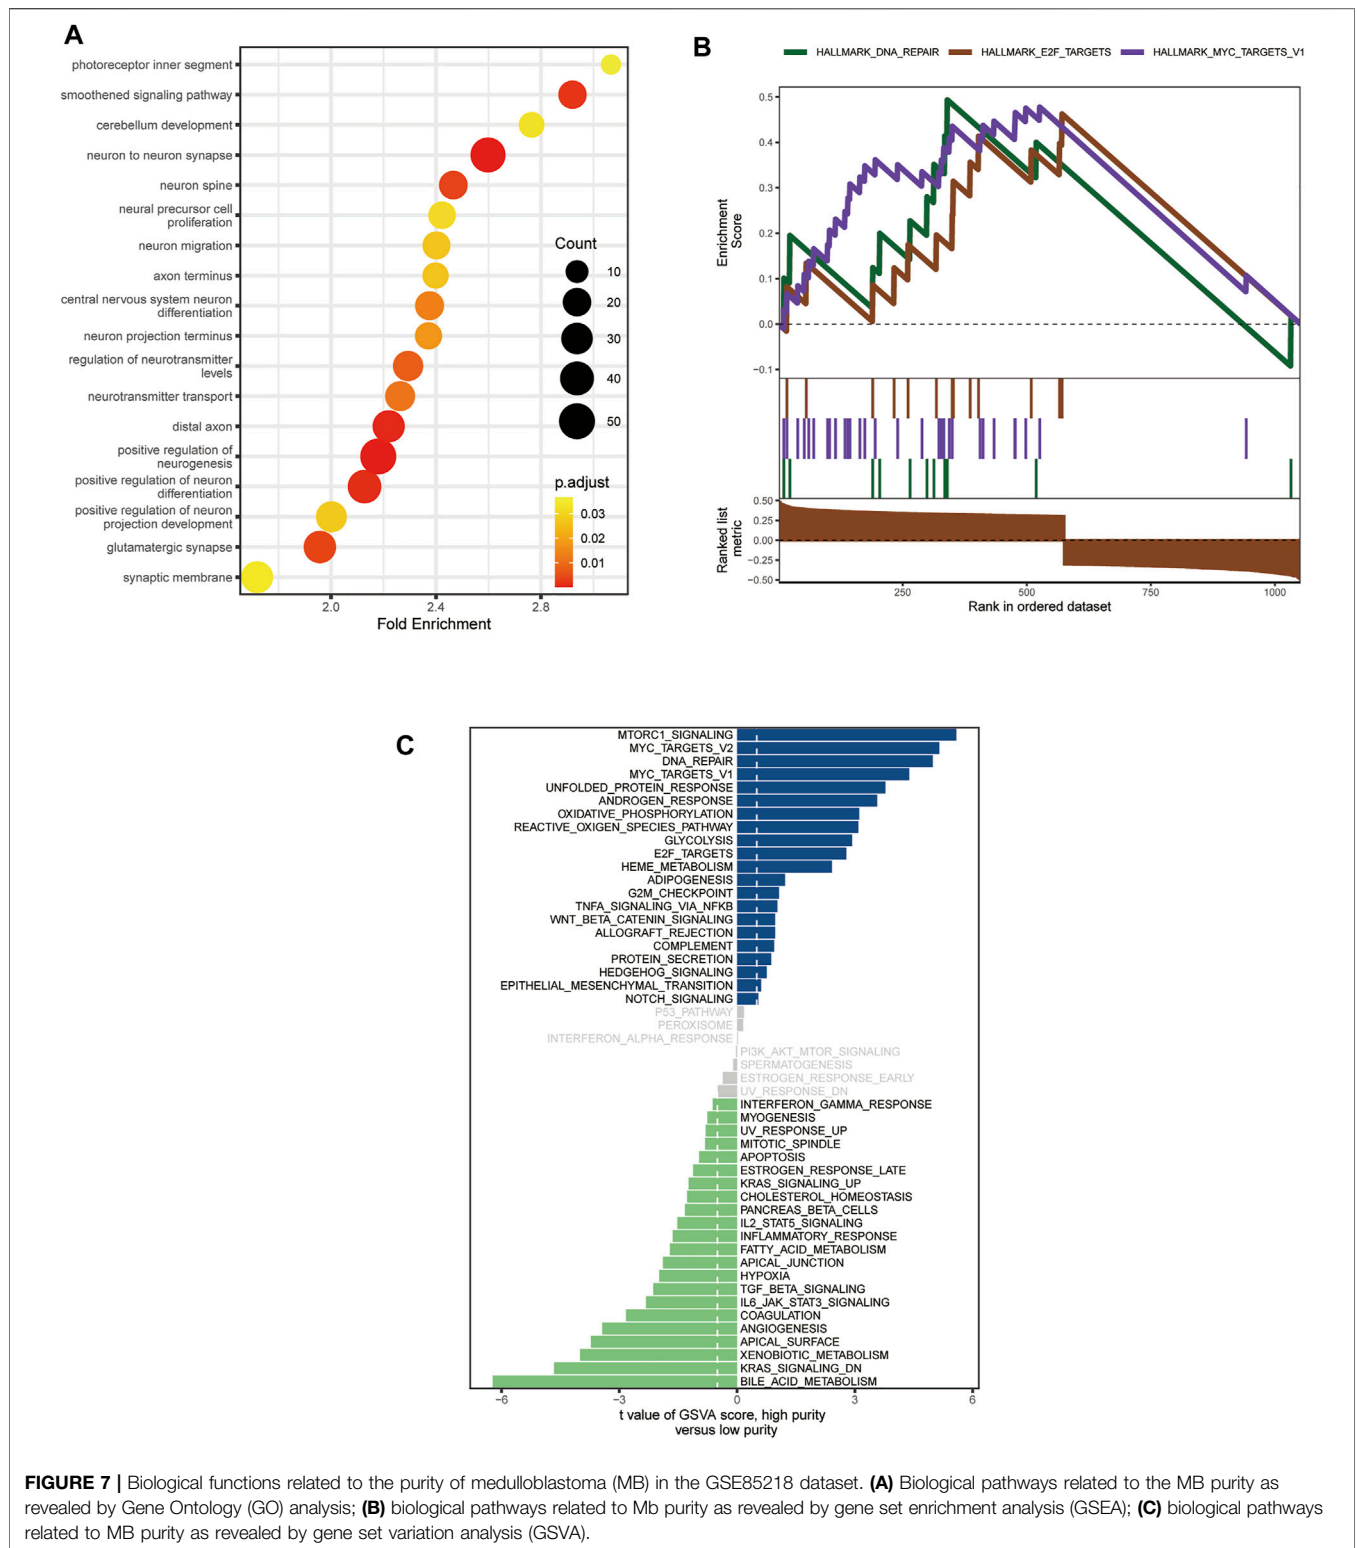 A
photoreceptor inner segment
smoothened signaling pathway
cerebellum development
neuron to neuron synapse
neuron spine
neural precursor cell
proliferation
neuron migration
axon terminus
central nervous system neuron
differentiation
neuron projection terminus
regulation of neurotransmitter
levels
neurotransmitter transport
distal axon
positive regulation of
neurogenesis
positive regulation of neuron
differentiation
positive regulation of neuron
projection development
glutamatergic synapse
synaptic membrane
2.0 2.4 2.8
Fold Enrichment
Count
10
20
30
40
50
p.adjust
0.03
0.02
0.01
B
HALLMARK_DNA_REPAIR HALLMARK_E2F_TARGETS HALLMARK_MYC_TARGETS_V1
Enrichment
Score
0.5
0.4
0.3
0.2
0.1
0.0
−0.1
Ranked list
metric
0.50
0.25
0.00
−0.25
−0.50
250 500 750 1000
Rank in ordered dataset
C
MTORC1_SIGNALING
MYC_TARGETS_V2
DNA_REPAIR
MYC_TARGETS_V1
UNFOLDED_PROTEIN_RESPONSE
ANDROGEN_RESPONSE
OXIDATIVE_PHOSPHORYLATION
REACTIVE_OXIGEN_SPECIES_PATHWAY
GLYCOLYSIS
E2F_TARGETS
HEME_METABOLISM
ADIPOGENESIS
G2M_CHECKPOINT
TNFA_SIGNALING_VIA_NFKB
WNT_BETA_CATENIN_SIGNALING
ALLOGRAFT_REJECTION
COMPLEMENT
PROTEIN_SECRETION
HEDGEHOG_SIGNALING
EPITHELIAL_MESENCHYMAL_TRANSITION
NOTCH_SIGNALING
P53_PATHWAY
PEROXISOME
INTERFERON_ALPHA_RESPONSE
PI3K_AKT_MTOR_SIGNALING
SPERMATOGENESIS
ESTROGEN_RESPONSE_EARLY
UV_RESPONSE_DN
INTERFERON_GAMMA_RESPONSE
MYOGENESIS
UV_RESPONSE_UP
MITOTIC_SPINDLE
APOPTOSIS
ESTROGEN_RESPONSE_LATE
KRAS_SIGNALING_UP
CHOLESTEROL_HOMEOSTASIS
PANCREAS_BETA_CELLS
IL2_STAT5_SIGNALING
INFLAMMATORY_RESPONSE
FATTY_ACID_METABOLISM
APICAL_JUNCTION
HYPOXIA
TGF_BETA_SIGNALING
IL6_JAK_STAT3_SIGNALING
COAGULATION
ANGIOGENESIS
APICAL_SURFACE
XENOBIOTIC_METABOLISM
KRAS_SIGNALING_DN
BILE_ACID_METABOLISM
−6 −3 0 3 6
t value of GSVA score, high purity
versus low purity
FIGURE 7 | Biological functions related to the purity of medulloblastoma (MB) in the GSE85218 dataset. (A) Biological pathways related to the MB purity as
revealed by Gene Ontology (GO) analysis; (B) biological pathways related to Mb purity as revealed by gene set enrichment analysis (GSEA); (C) biological pathways
related to MB purity as revealed by gene set variation analysis (GSVA).